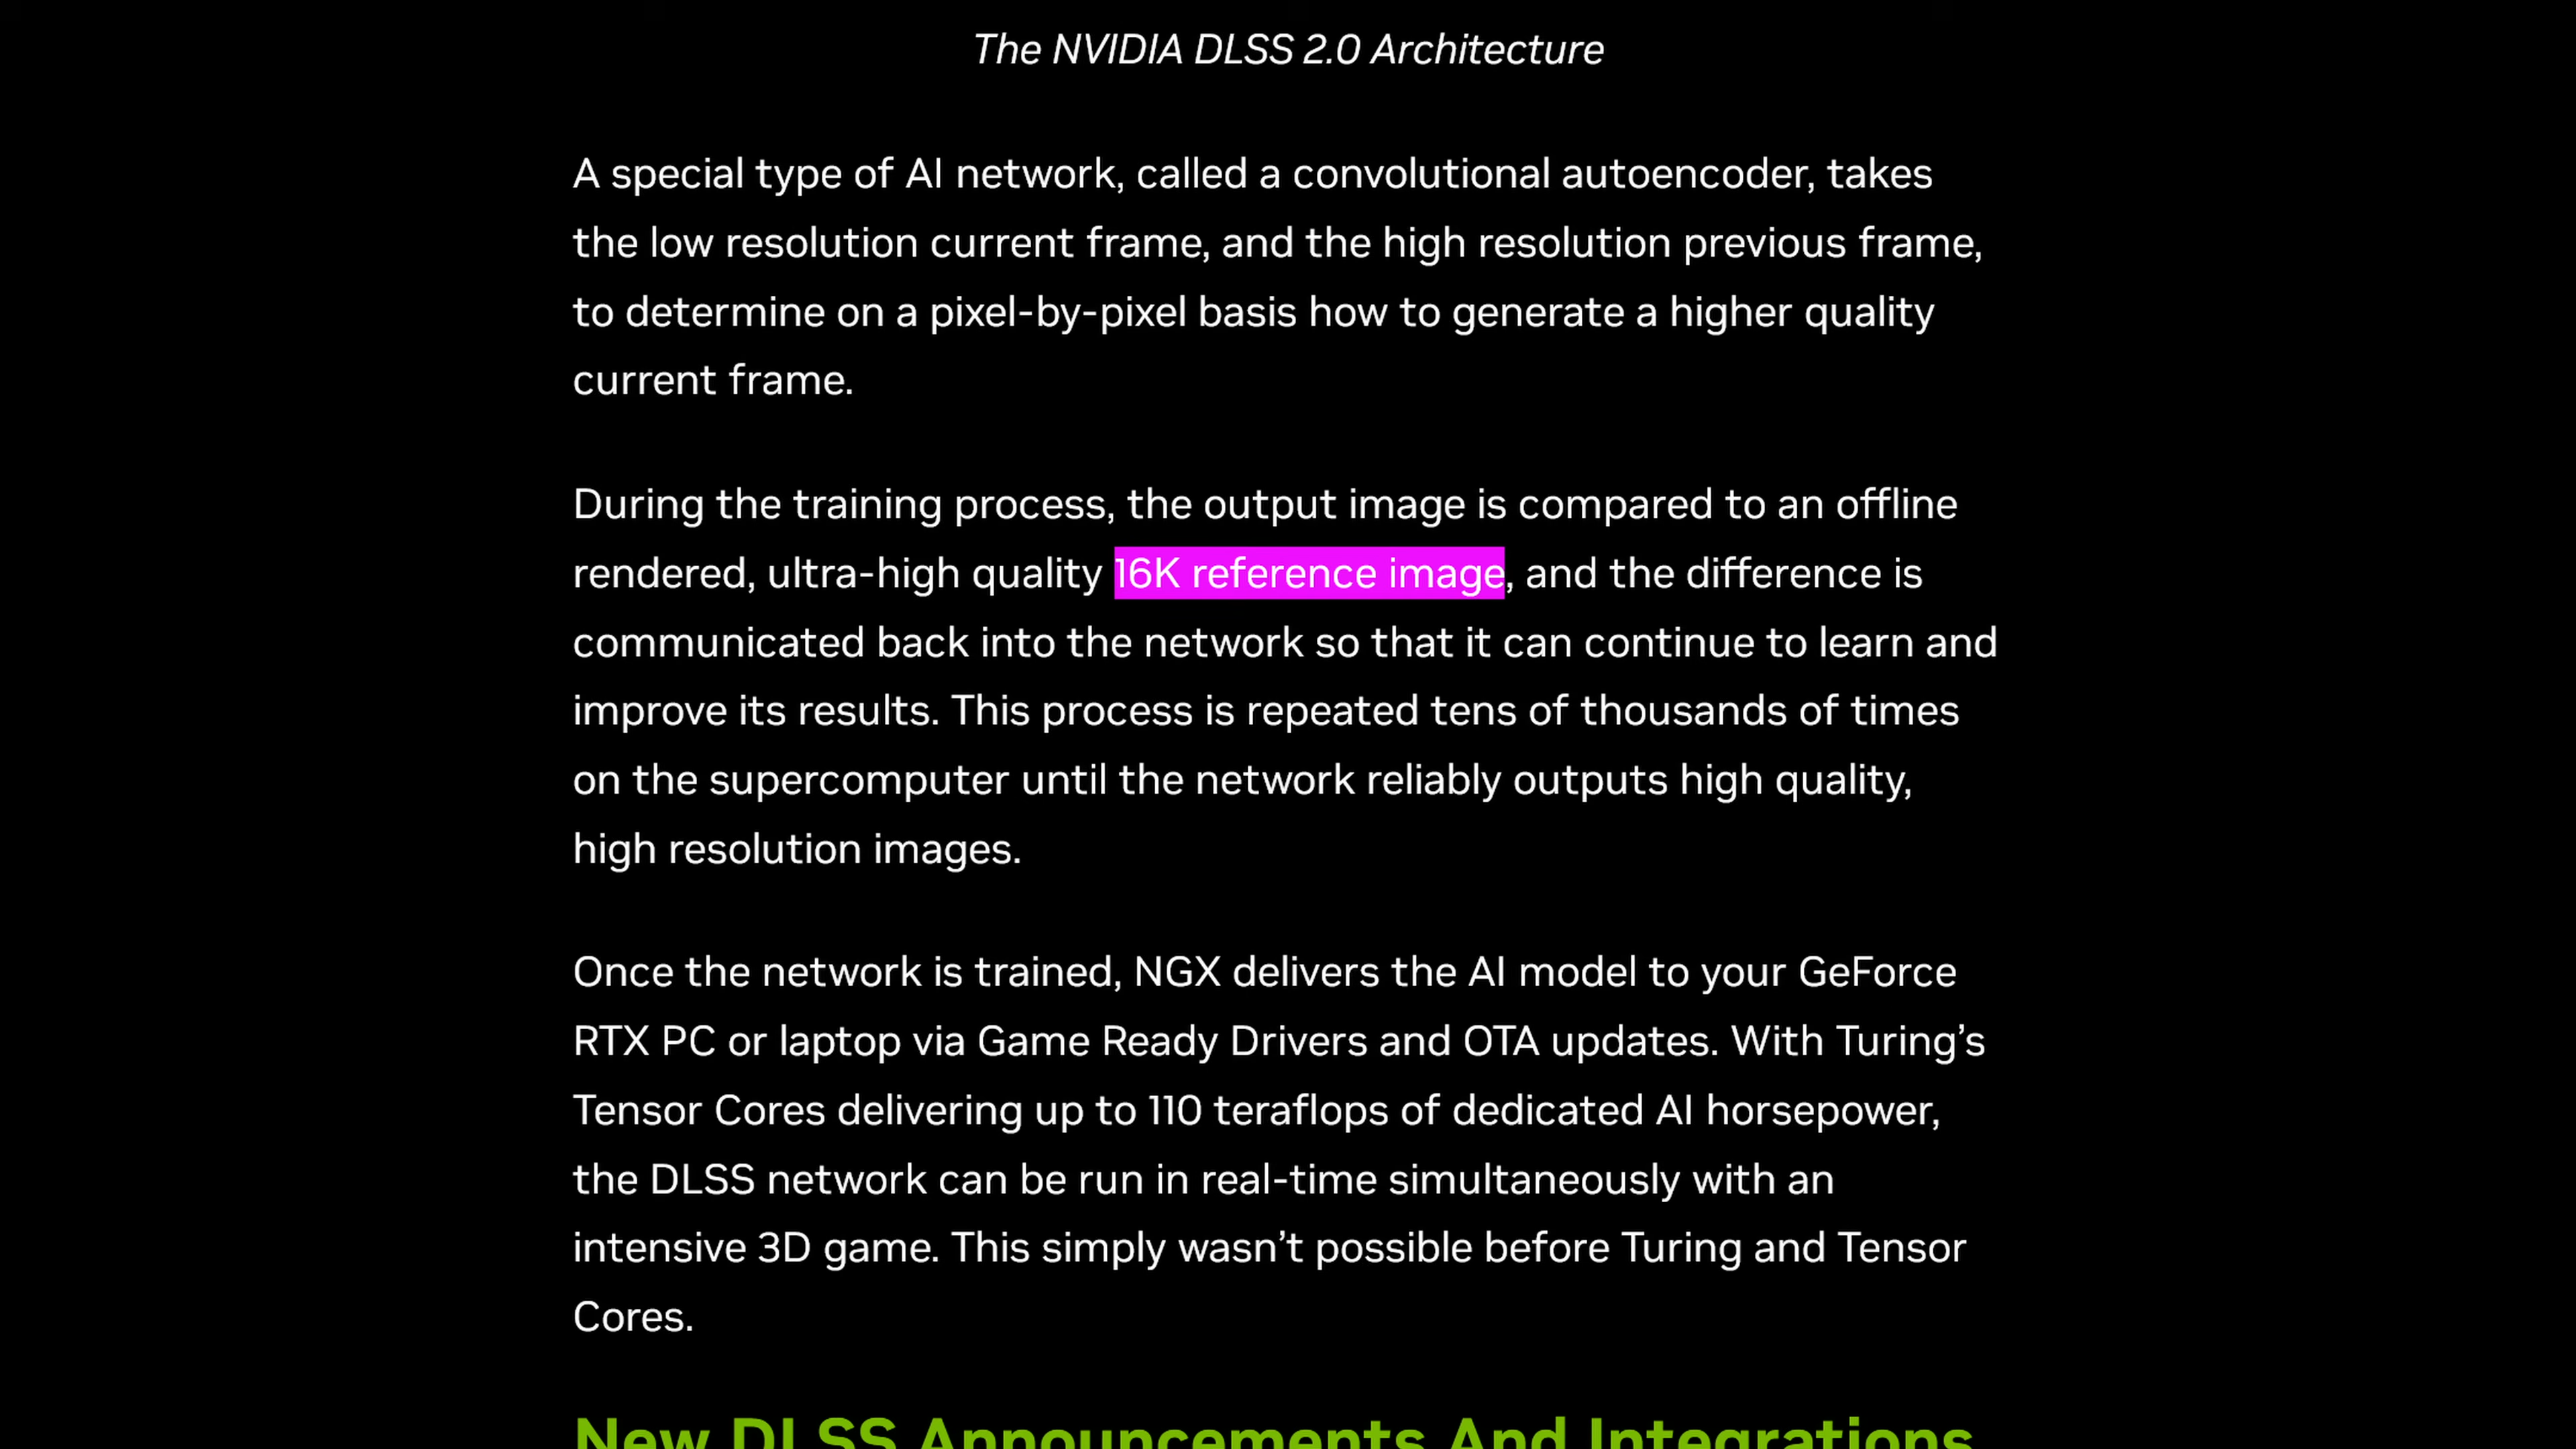 The NVIDIA DLSS 2.0 Architecture
A special type of AI network, called a convolutional autoencoder, takes
the low resolution current frame, and the high resolution previous frame,
to determine on a pixel-by-pixel basis how to generate a higher quality
current frame.
During the training process, the output image is compared to an offline
rendered, ultra-high quality 16K reference image, and the difference is
communicated back into the network so that it can continue to learn and
improve its results. This process is repeated tens of thousands of times
on the supercomputer until the network reliably outputs high quality,
high resolution images.
Once the network is trained, NGX delivers the AI model to your GeForce
RTX PC or laptop via Game Ready Drivers and OTA updates. With Turing’s
Tensor Cores delivering up to 110 teraflops of dedicated AI horsepower,
the DLSS network can be run in real-time simultaneously with an
intensive 3D game. This simply wasn’t possible before Turing and Tensor
Cores.
New DLSS Announcements And Integrations